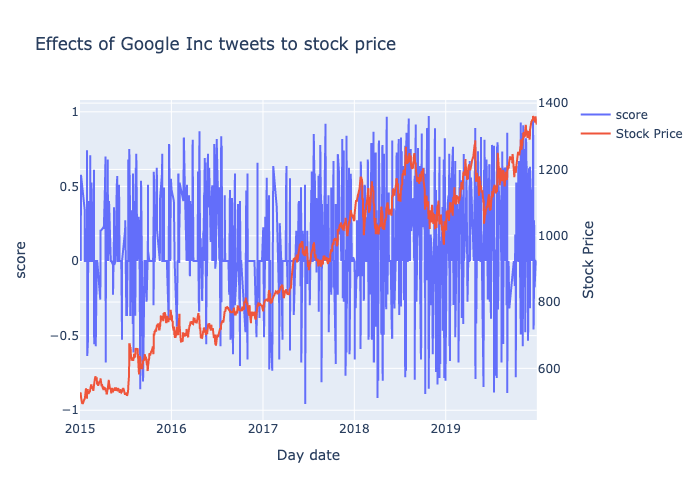 Effects of Google Inc tweets to stock price
score
Stock Price
1
0.5
0
−0.5
−1
score
1400
1200
1000
800
600
Stock Price
2015
2016
2017
2018
2019
Day date